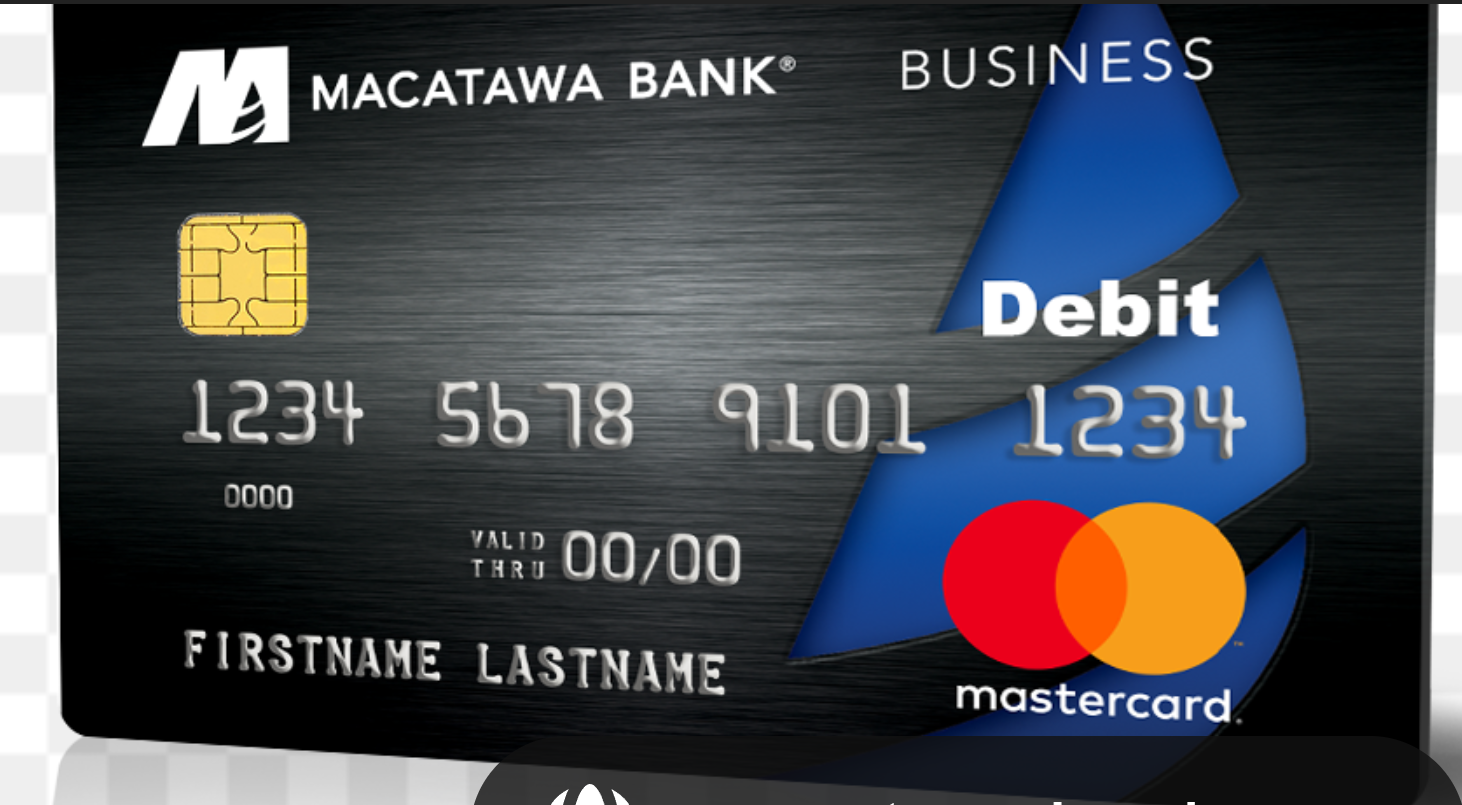 MACATAWA BANK® BUSINESS
Debit
1234 5678 9101 1234
0000
VALID
THRU 00/00
FIRSTNAME LASTNAME
mastercard.